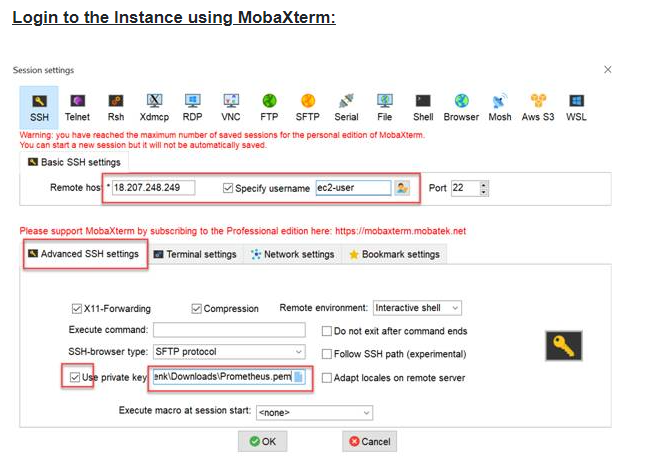 Login to the Instance using MobaXterm:
Session settings
SSH Telnet Rsh Xdmcp RDP VNC FTP SFTP Serial File Shell Browser Mosh Aws S3 WSL
Warning: you have reached the maximum number of saved sessions for the personal edition of MobaXterm.
You can start a new session but it will not be automatically saved.
Basic SSH settings
Remote host * 18.207.248.249 Specify username ec2-user Port 22
Please support MobaXterm by subscribing to the Professional edition here: https://mobaxterm.mobatek.net
Advanced SSH settings Terminal settings Network settings Bookmark settings
X11-Forwarding Compression Remote environment: Interactive shell
Execute command: Do not exit after command ends
SSH-browser type: SFTP protocol Follow SSH path (experimental)
Use private key enk\Downloads\Prometheus.pem Adapt locales on remote server
Execute macro at session start: <none>
OK Cancel